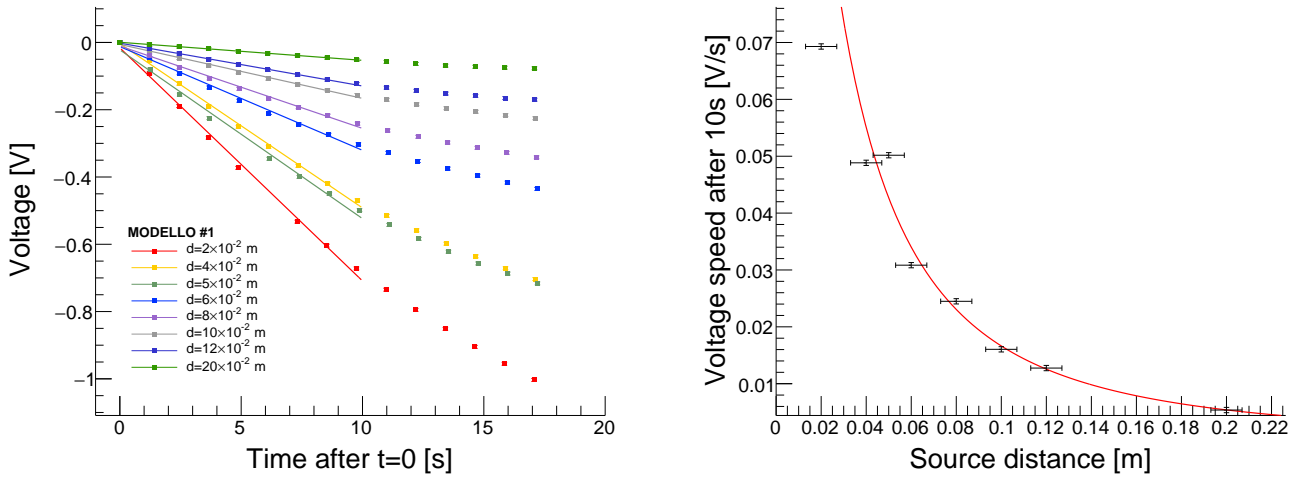 0
−0.2
−0.4
−0.6
−0.8
−1
Voltage [V]
MODELLO #1
d=2×10⁻² m
d=4×10⁻² m
d=5×10⁻² m
d=6×10⁻² m
d=8×10⁻² m
d=10×10⁻² m
d=12×10⁻² m
d=20×10⁻² m
0 5 10 15 20
Time after t=0 [s]
0.07
0.06
0.05
0.04
0.03
0.02
0.01
Voltage speed after 10s [V/s]
0 0.02 0.04 0.06 0.08 0.1 0.12 0.14 0.16 0.18 0.2 0.22
Source distance [m]